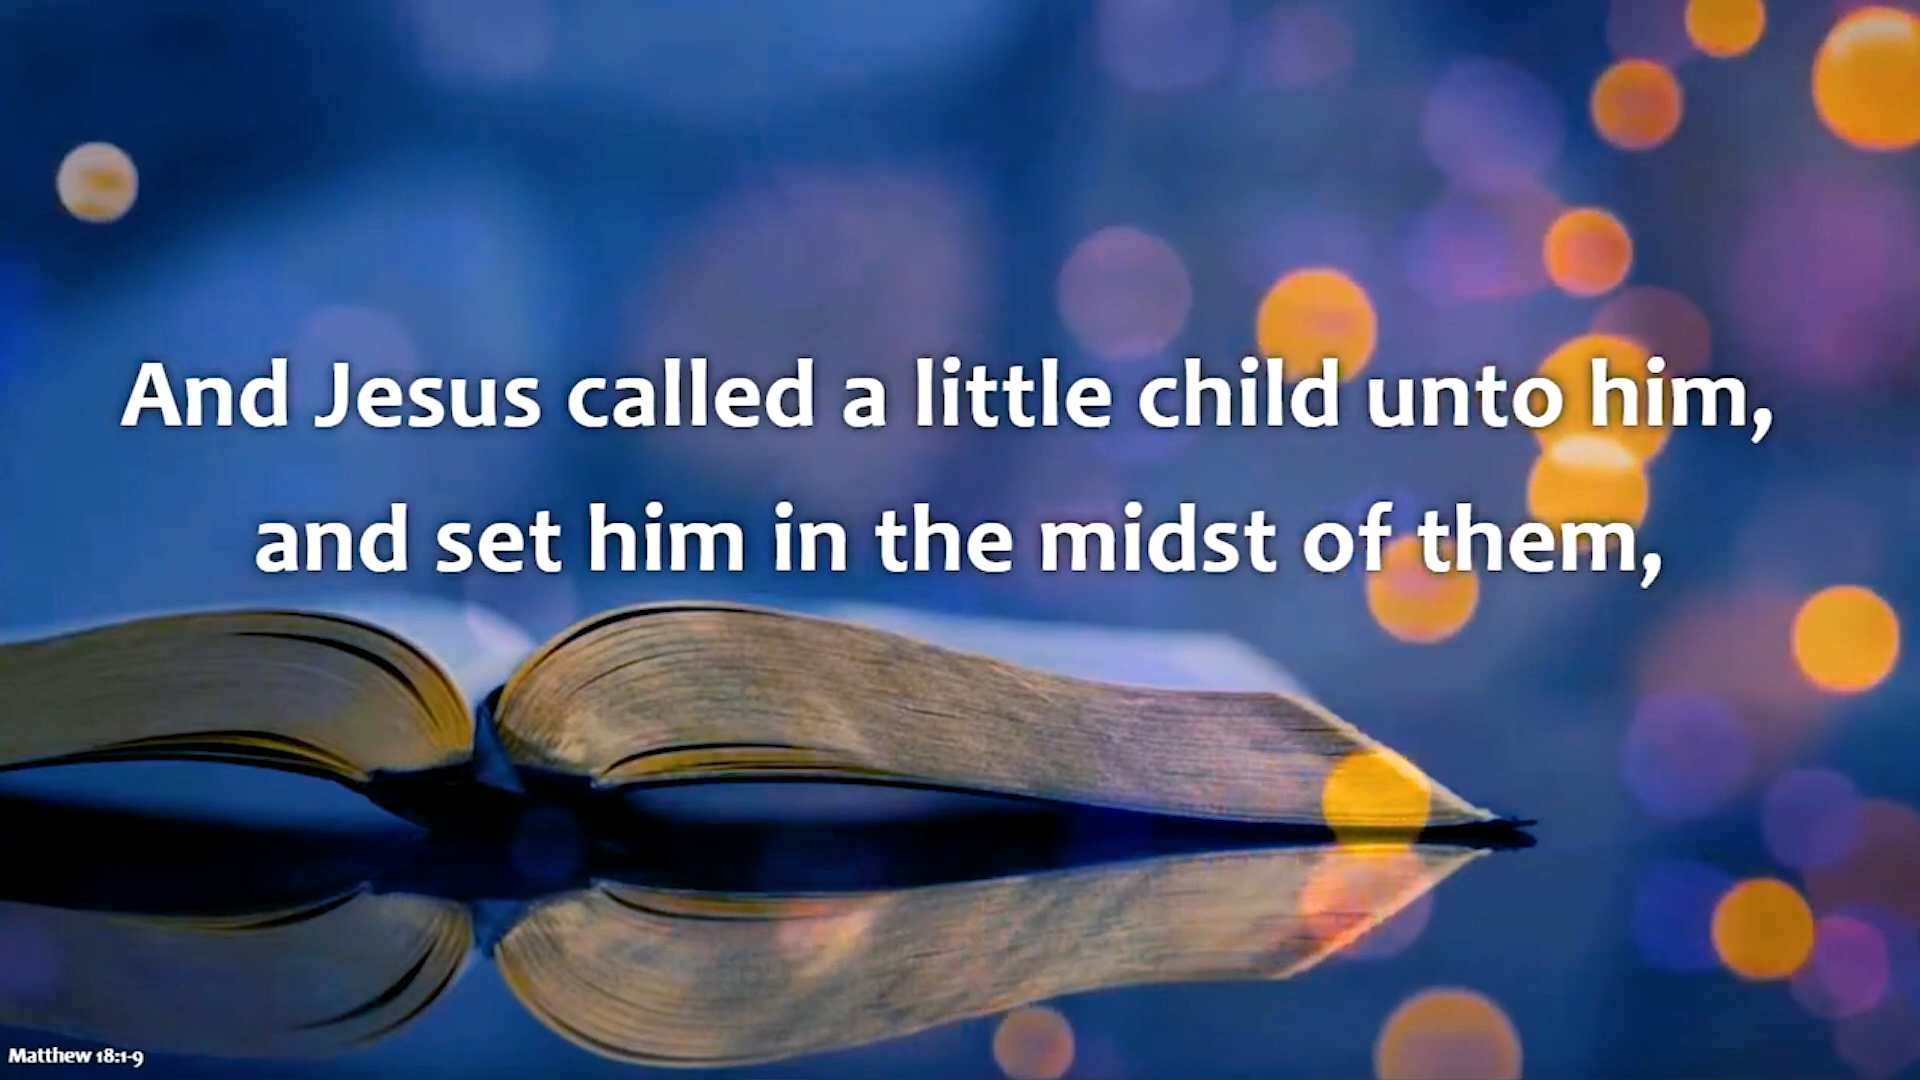 And Jesus called a little child unto him,
and set him in the midst of them,
Matthew 18:1-9